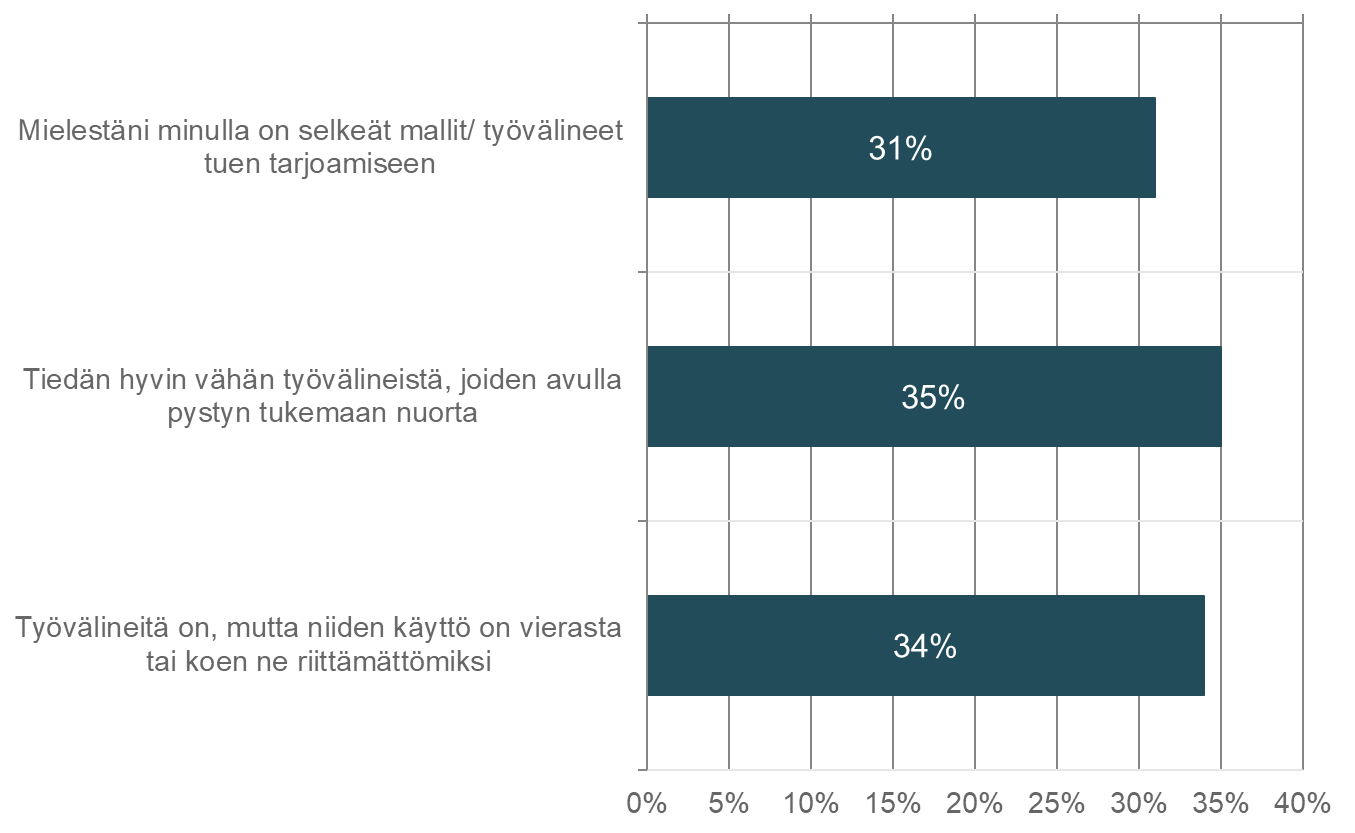 Mielestäni minulla on selkeät mallit/ työvälineet
tuen tarjoamiseen
31%
Tiedän hyvin vähän työvälineistä, joiden avulla
pystyn tukemaan nuorta
35%
Työvälineitä on, mutta niiden käyttö on vierasta
tai koen ne riittämättömiksi
34%
0% 5% 10% 15% 20% 25% 30% 35% 40%